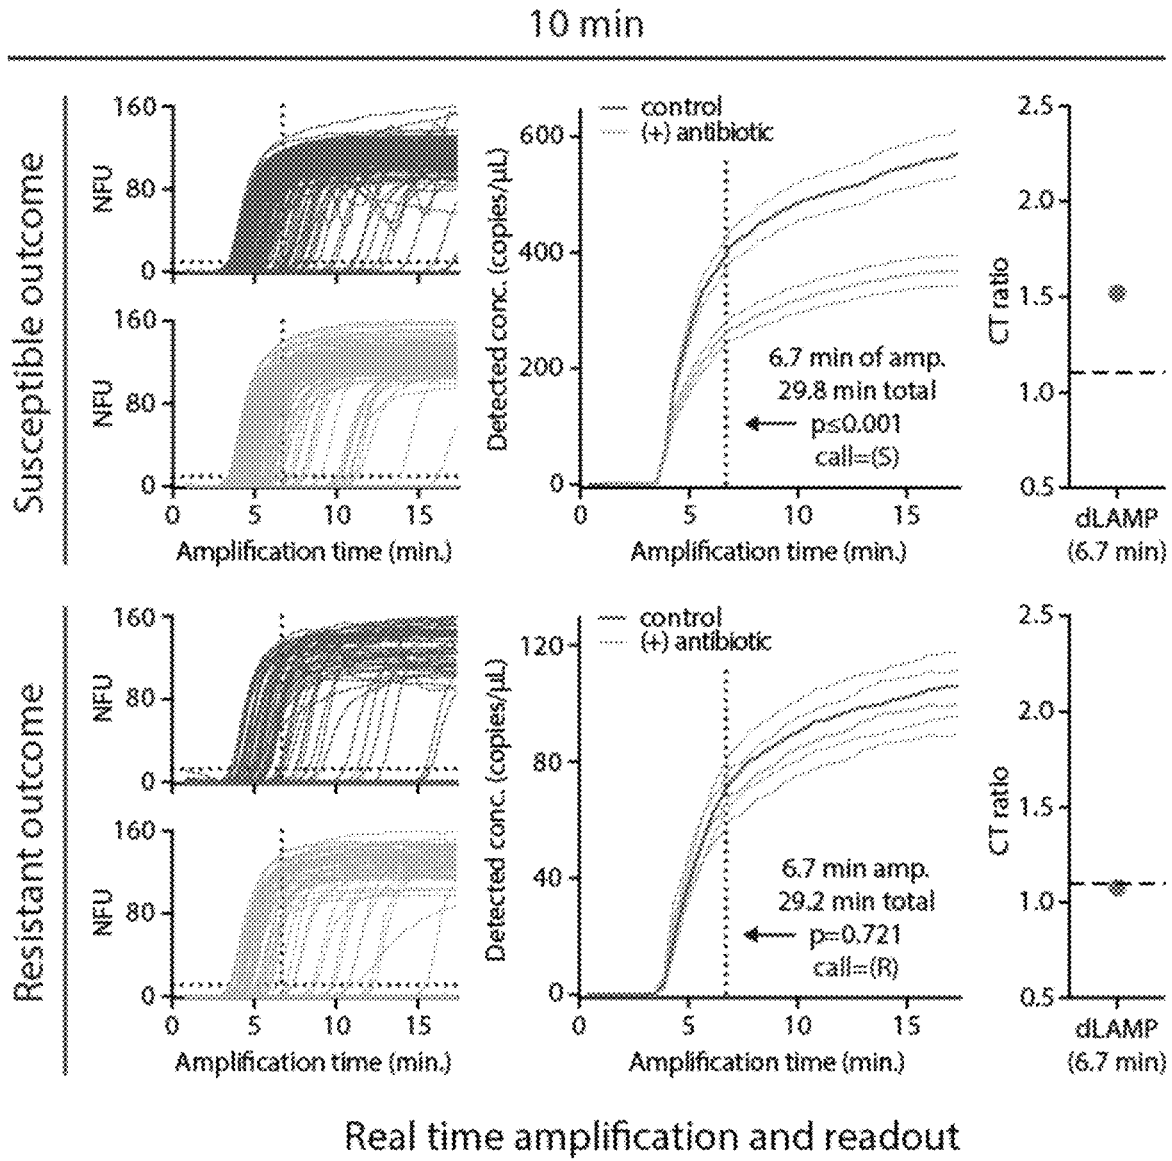 10 min
Susceptible outcome
NFU
160
80
0
NFU
160
80
0
0 5 10 15
Amplification time (min.)
Detected conc. (copies/µL)
600
400
200
0
control
(+) antibiotic
6.7 min of amp.
29.8 min total
p≤0.001
call=(S)
0 5 10 15
Amplification time (min.)
CT ratio
2.5
2.0
1.5
1.0
0.5
dLAMP
(6.7 min)
Resistant outcome
NFU
160
80
0
NFU
160
80
0
0 5 10 15
Amplification time (min.)
Detected conc. (copies/µL)
120
80
40
0
control
(+) antibiotic
6.7 min amp.
29.2 min total
p=0.721
call=(R)
0 5 10 15
Amplification time (min.)
CT ratio
2.5
2.0
1.5
1.0
0.5
dLAMP
(6.7 min)
Real time amplification and readout